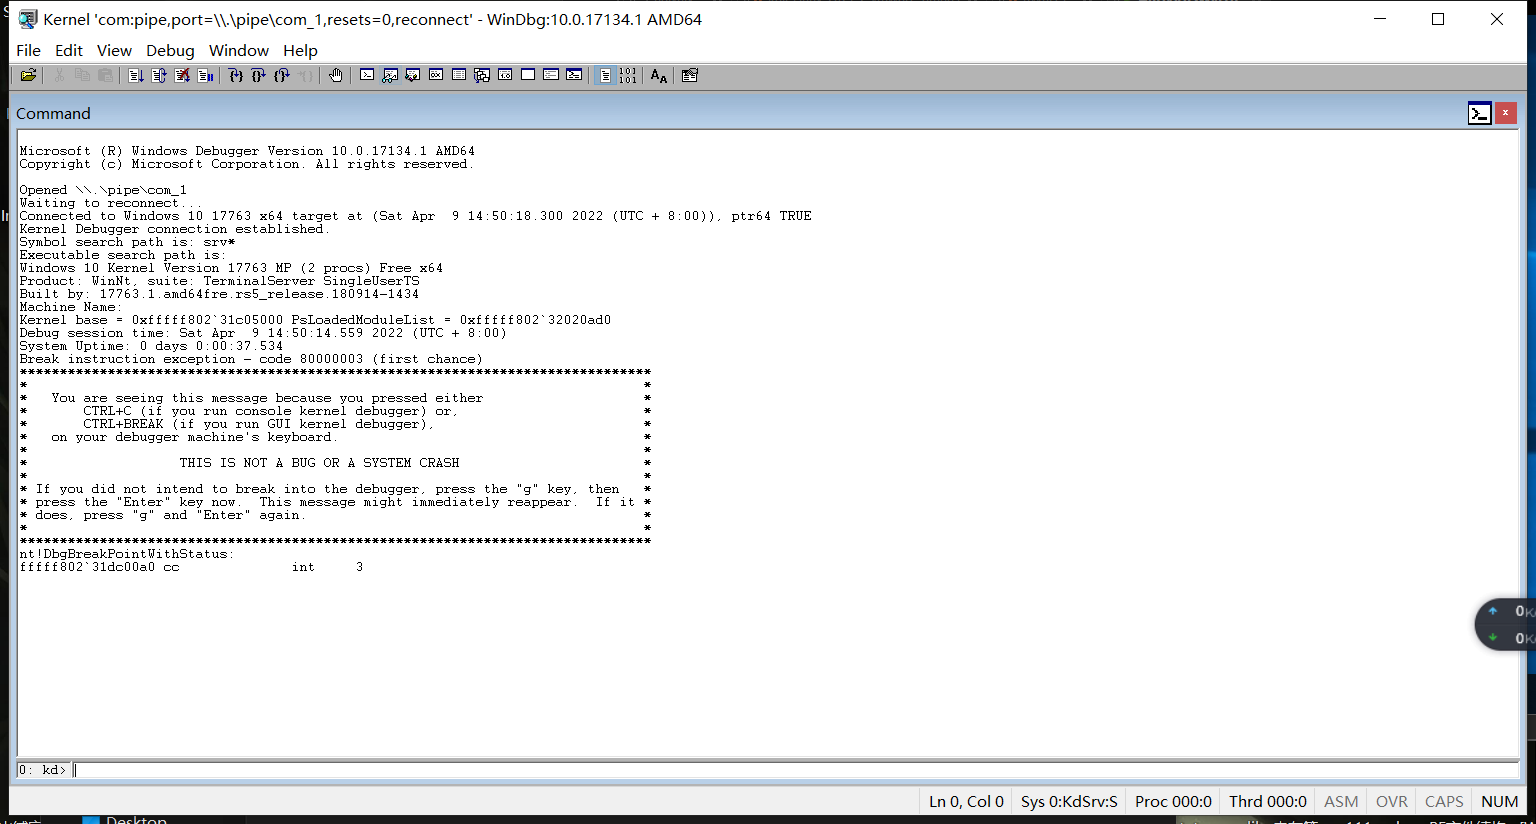 Kernel 'com:pipe,port=\\.\pipe\com_1,resets=0,reconnect' - WinDbg:10.0.17134.1 AMD64
File Edit View Debug Window Help
Command
Microsoft (R) Windows Debugger Version 10.0.17134.1 AMD64
Copyright (c) Microsoft Corporation. All rights reserved.
Opened \\.\pipe\com_1
Waiting to reconnect...
Connected to Windows 10 17763 x64 target at (Sat Apr  9 14:50:18.300 2022 (UTC + 8:00)), ptr64 TRUE
Kernel Debugger connection established.
Symbol search path is: srv*
Executable search path is:
Windows 10 Kernel Version 17763 MP (2 procs) Free x64
Product: WinNt, suite: TerminalServer SingleUserTS
Built by: 17763.1.amd64fre.rs5_release.180914-1434
Machine Name:
Kernel base = 0xfffff802`31c05000 PsLoadedModuleList = 0xfffff802`32020ad0
Debug session time: Sat Apr  9 14:50:14.559 2022 (UTC + 8:00)
System Uptime: 0 days 0:00:37.534
Break instruction exception - code 80000003 (first chance)
*******************************************************************************
*                                                                             *
*   You are seeing this message because you pressed either                    *
*       CTRL+C (if you run console kernel debugger) or,                       *
*       CTRL+BREAK (if you run GUI kernel debugger),                          *
*   on your debugger machine's keyboard.                                      *
*                                                                             *
*                   THIS IS NOT A BUG OR A SYSTEM CRASH                       *
*                                                                             *
* If you did not intend to break into the debugger, press the "g" key, then   *
* press the "Enter" key now.  This message might immediately reappear.  If it *
* does, press "g" and "Enter" again.                                          *
*                                                                             *
*******************************************************************************
nt!DbgBreakPointWithStatus:
fffff802`31dc00a0 cc              int     3
0: kd>
Ln 0, Col 0 Sys 0:KdSrv:S Proc 000:0 Thrd 000:0 ASM OVR CAPS NUM
Desktop